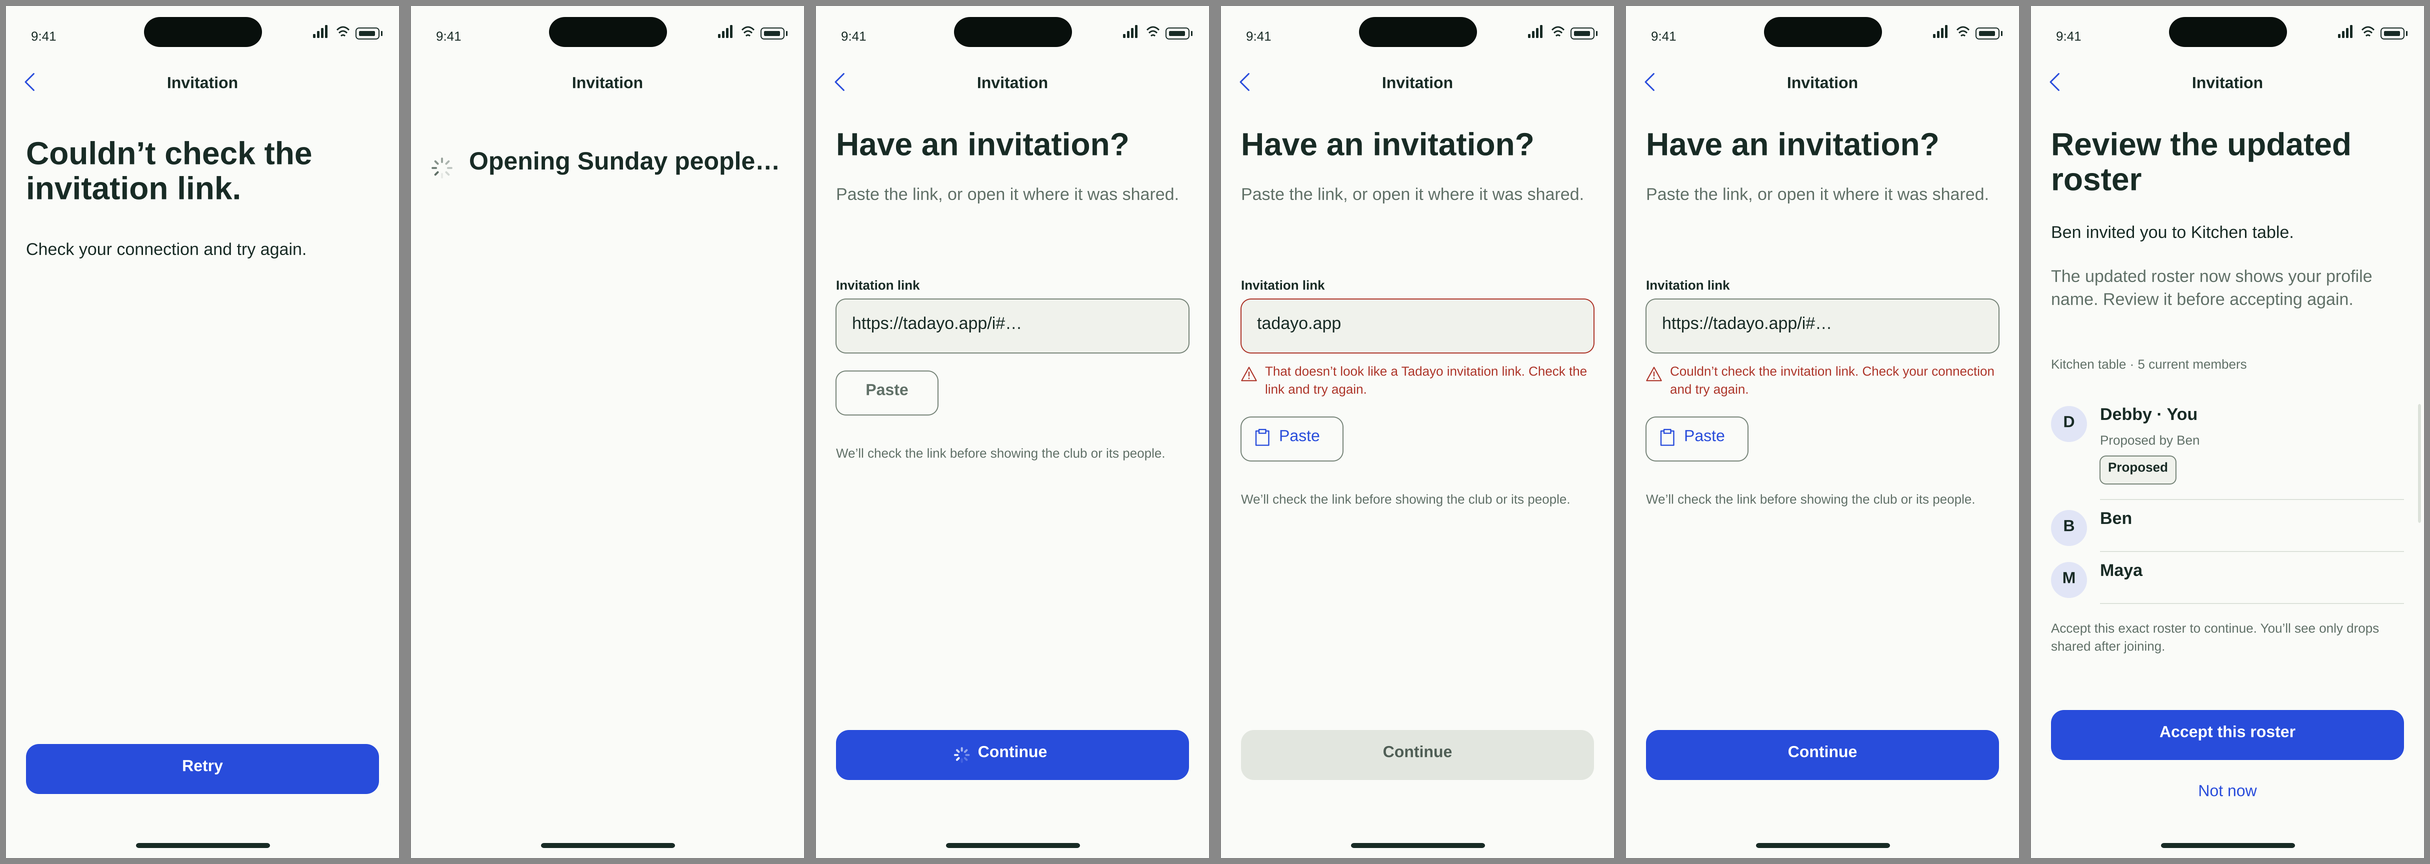 9:41
Invitation
Couldn’t check the
invitation link.
Check your connection and try again.
Retry
9:41
Invitation
Opening Sunday people…
9:41
Invitation
Have an invitation?
Paste the link, or open it where it was shared.
Invitation link
https://tadayo.app/i#…
Paste
We’ll check the link before showing the club or its people.
Continue
9:41
Invitation
Have an invitation?
Paste the link, or open it where it was shared.
Invitation link
tadayo.app
That doesn’t look like a Tadayo invitation link. Check the
link and try again.
Paste
We’ll check the link before showing the club or its people.
Continue
9:41
Invitation
Have an invitation?
Paste the link, or open it where it was shared.
Invitation link
https://tadayo.app/i#…
Couldn’t check the invitation link. Check your connection
and try again.
Paste
We’ll check the link before showing the club or its people.
Continue
9:41
Invitation
Review the updated
roster
Ben invited you to Kitchen table.
The updated roster now shows your profile
name. Review it before accepting again.
Kitchen table · 5 current members
D
Debby · You
Proposed by Ben
Proposed
B
Ben
M
Maya
Accept this exact roster to continue. You’ll see only drops
shared after joining.
Accept this roster
Not now